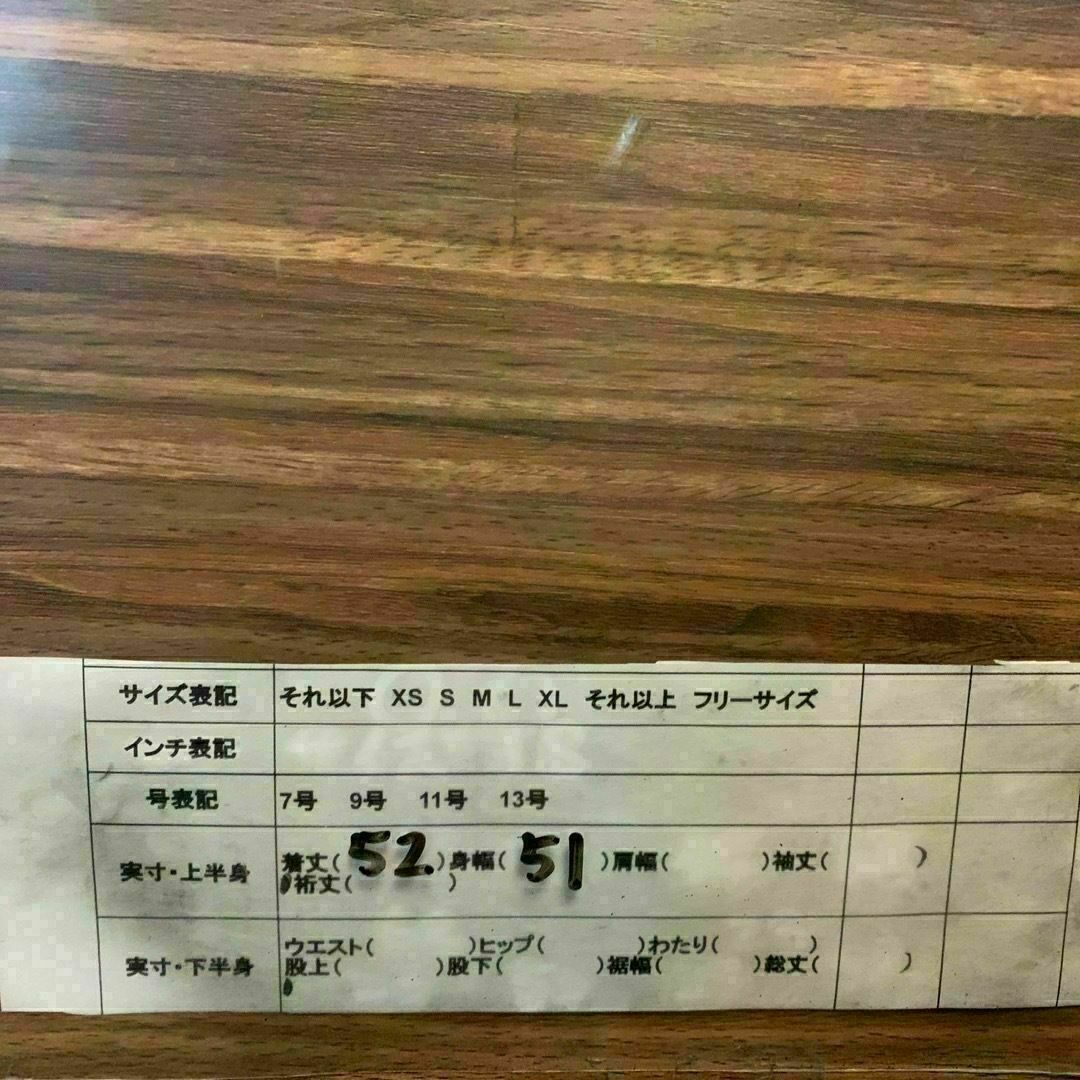 サイズ表記 それ以下 XS S M L XL それ以上 フリーサイズ
インチ表記
号表記 7号 9号 11号 13号
実寸・上半身 着丈( 52 )身幅( 51 )肩幅( )袖丈( )
裄丈( )
実寸・下半身 ウエスト( )ヒップ( )わたり( )
股上( )股下( )裾幅( )総丈( )